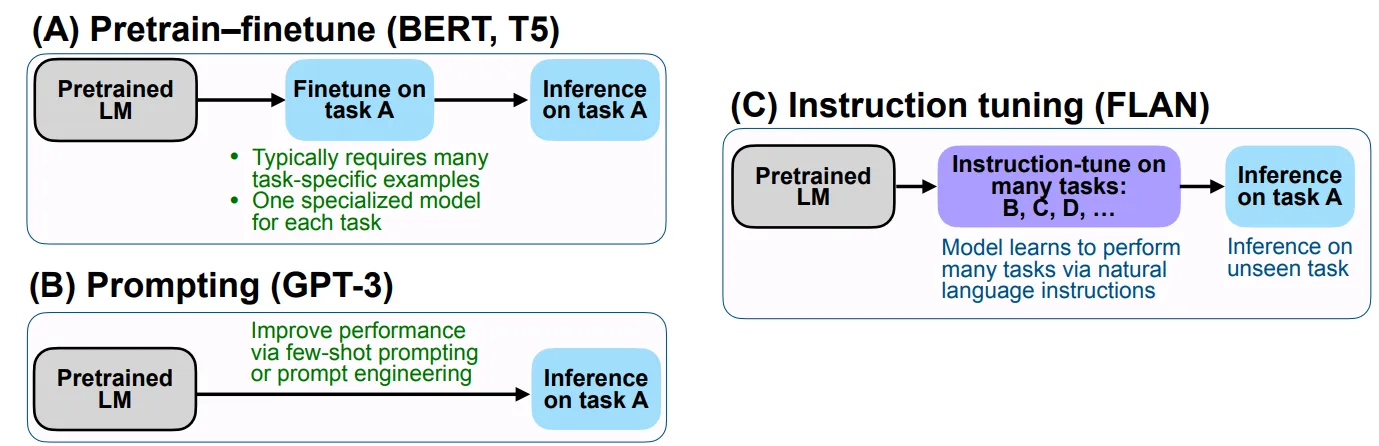 (A) Pretrain–finetune (BERT, T5)
Pretrained
LM
Finetune on
task A
Inference
on task A
• Typically requires many
task-specific examples
• One specialized model
for each task
(B) Prompting (GPT-3)
Pretrained
LM
Improve performance
via few-shot prompting
or prompt engineering
Inference
on task A
(C) Instruction tuning (FLAN)
Pretrained
LM
Instruction-tune on
many tasks:
B, C, D, …
Inference
on task A
Model learns to perform
many tasks via natural
language instructions
Inference on
unseen task